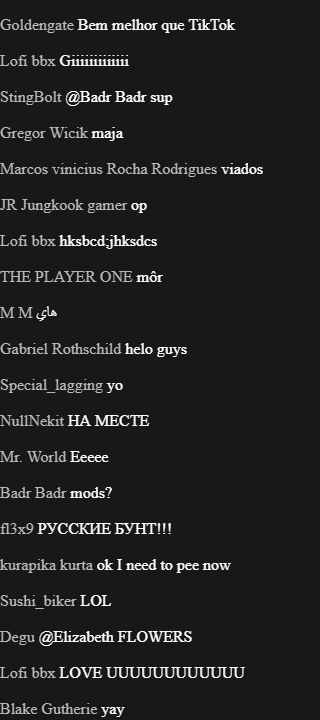 Goldengate Bem melhor que TikTok
Lofi bbx Giiiiiiiiiiiii
StingBolt @Badr Badr sup
Gregor Wicik maja
Marcos vinicius Rocha Rodrigues viados
JR Jungkook gamer op
Lofi bbx hksbcd;jhksdcs
THE PLAYER ONE môr
M M هاي
Gabriel Rothschild helo guys
Special_lagging yo
NullNekit НА МЕСТЕ
Mr. World Eeeee
Badr Badr mods?
fl3x9 РУССКИЕ БУНТ!!!
kurapika kurta ok I need to pee now
Sushi_biker LOL
Degu @Elizabeth FLOWERS
Lofi bbx LOVE UUUUUUUUUUUU
Blake Gutherie yay